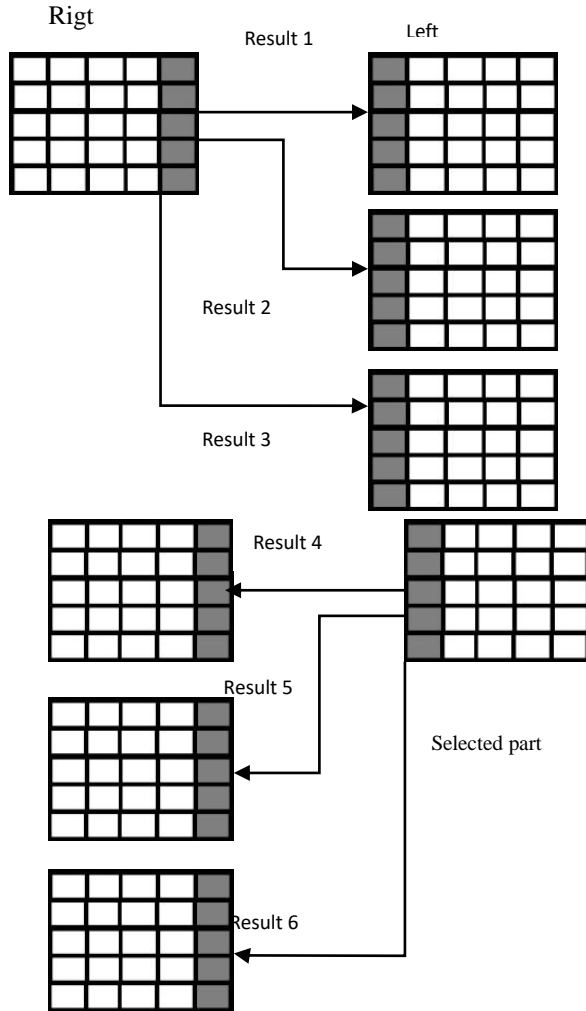 Rigt
Result 1
Left
Result 2
Result 3
Result 4
Result 5
Selected part
Result 6